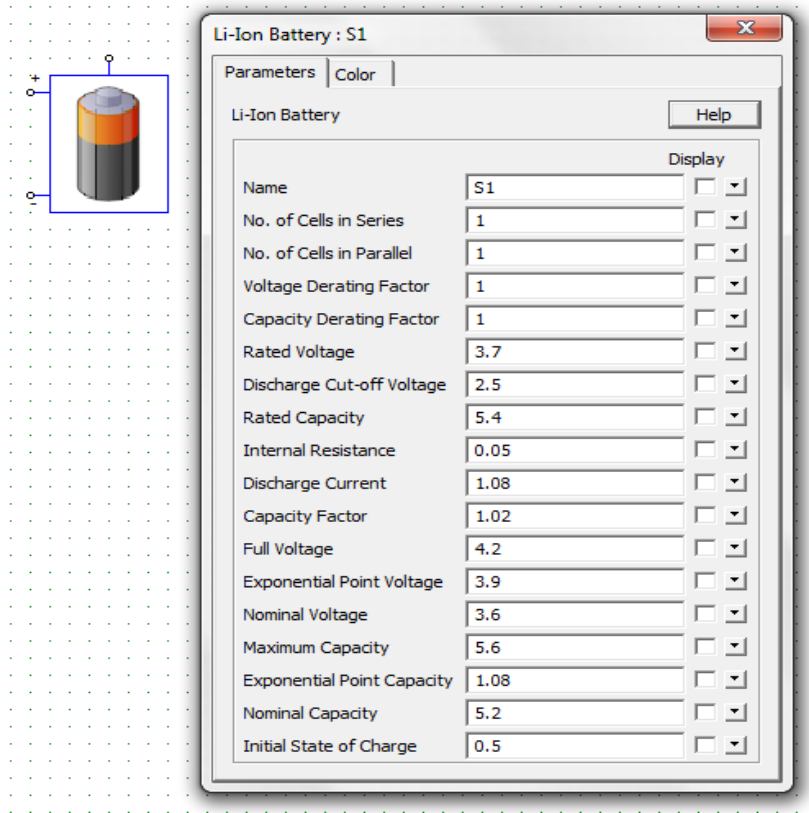 Li-Ion Battery : S1
Parameters Color
Li-Ion Battery Help
Display
Name S1
No. of Cells in Series 1
No. of Cells in Parallel 1
Voltage Derating Factor 1
Capacity Derating Factor 1
Rated Voltage 3.7
Discharge Cut-off Voltage 2.5
Rated Capacity 5.4
Internal Resistance 0.05
Discharge Current 1.08
Capacity Factor 1.02
Full Voltage 4.2
Exponential Point Voltage 3.9
Nominal Voltage 3.6
Maximum Capacity 5.6
Exponential Point Capacity 1.08
Nominal Capacity 5.2
Initial State of Charge 0.5
+
-